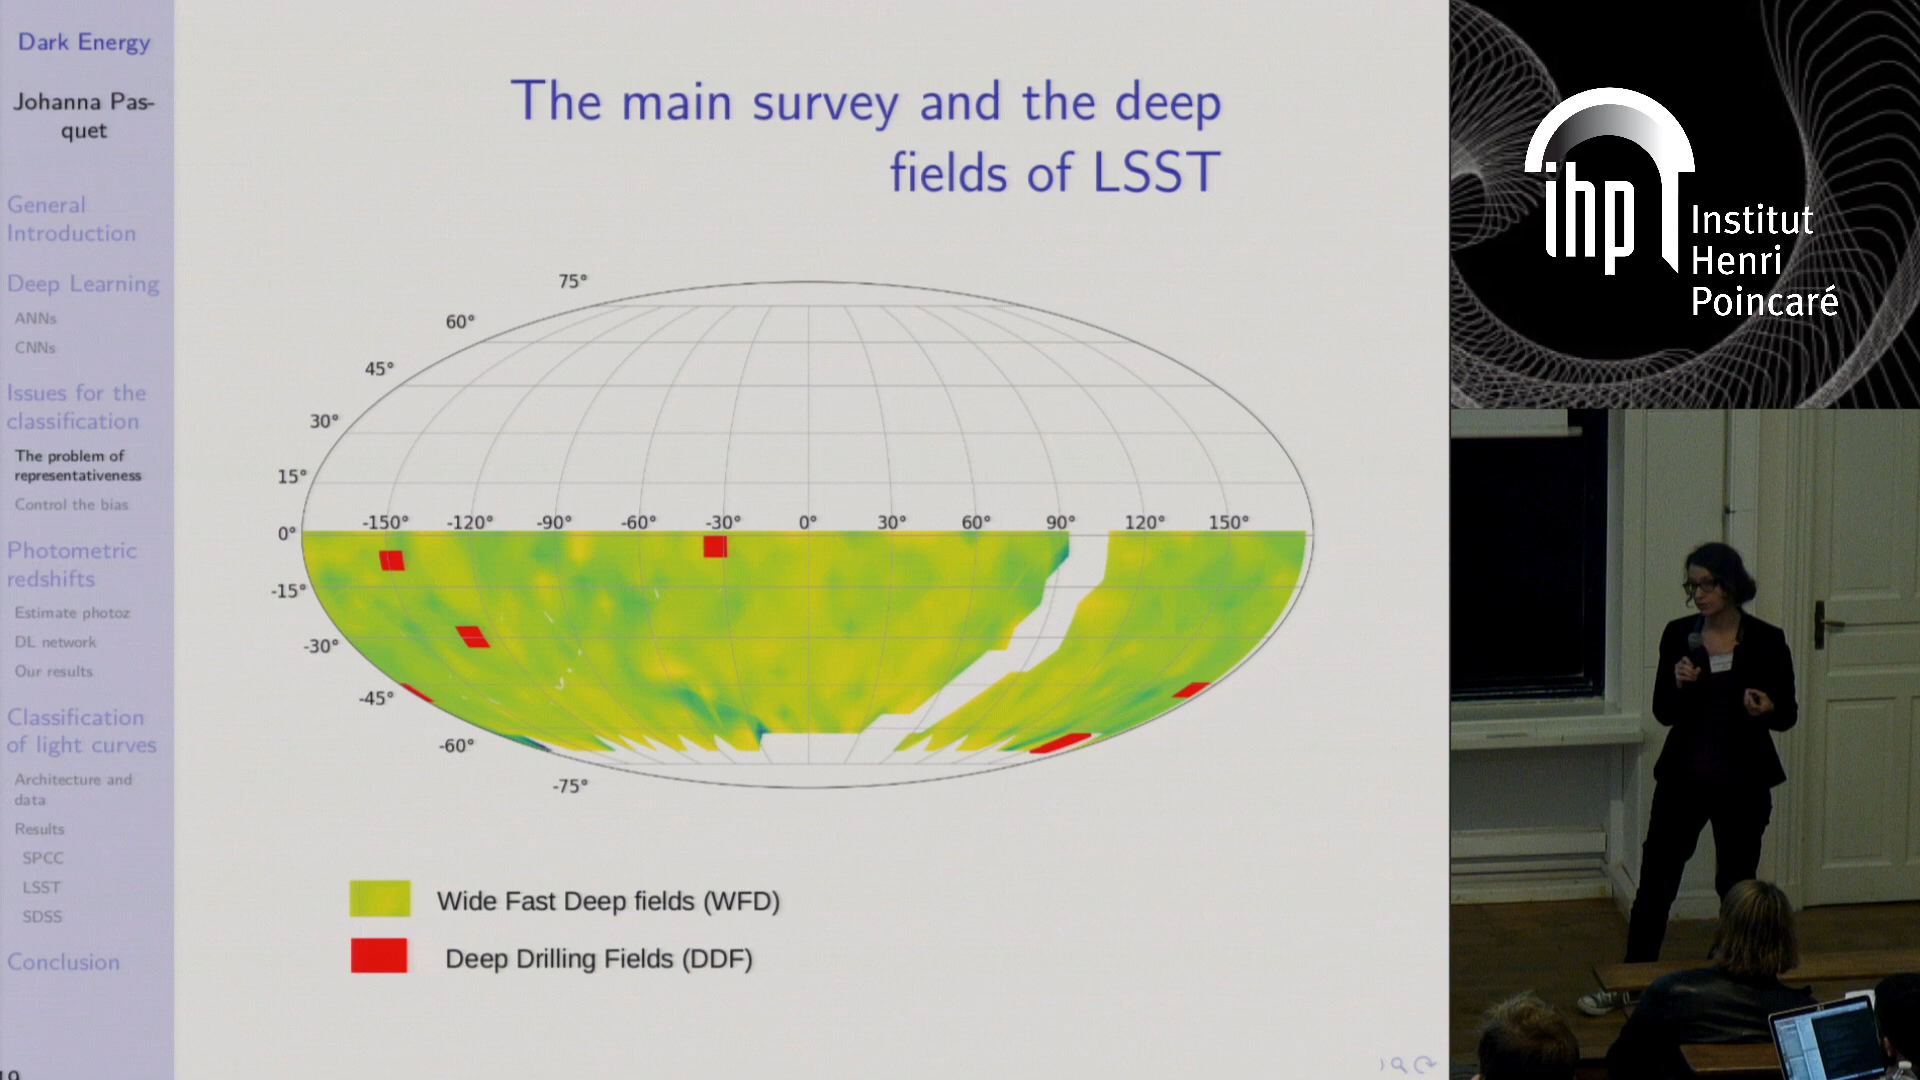 Dark Energy
Johanna Pas-
quet
General
Introduction
Deep Learning
ANNs
CNNs
Issues for the
classification
The problem of
representativeness
Control the bias
Photometric
redshifts
Estimate photoz
DL network
Our results
Classification
of light curves
Architecture and
data
Results
SPCC
LSST
SDSS
Conclusion
The main survey and the deep
fields of LSST
75°
60°
45°
30°
15°
-150° -120° -90° -60° -30° 0° 30° 60° 90° 120° 150°
0°
-15°
-30°
-45°
-60°
-75°
Wide Fast Deep fields (WFD)
Deep Drilling Fields (DDF)
ihp
Institut
Henri
Poincaré